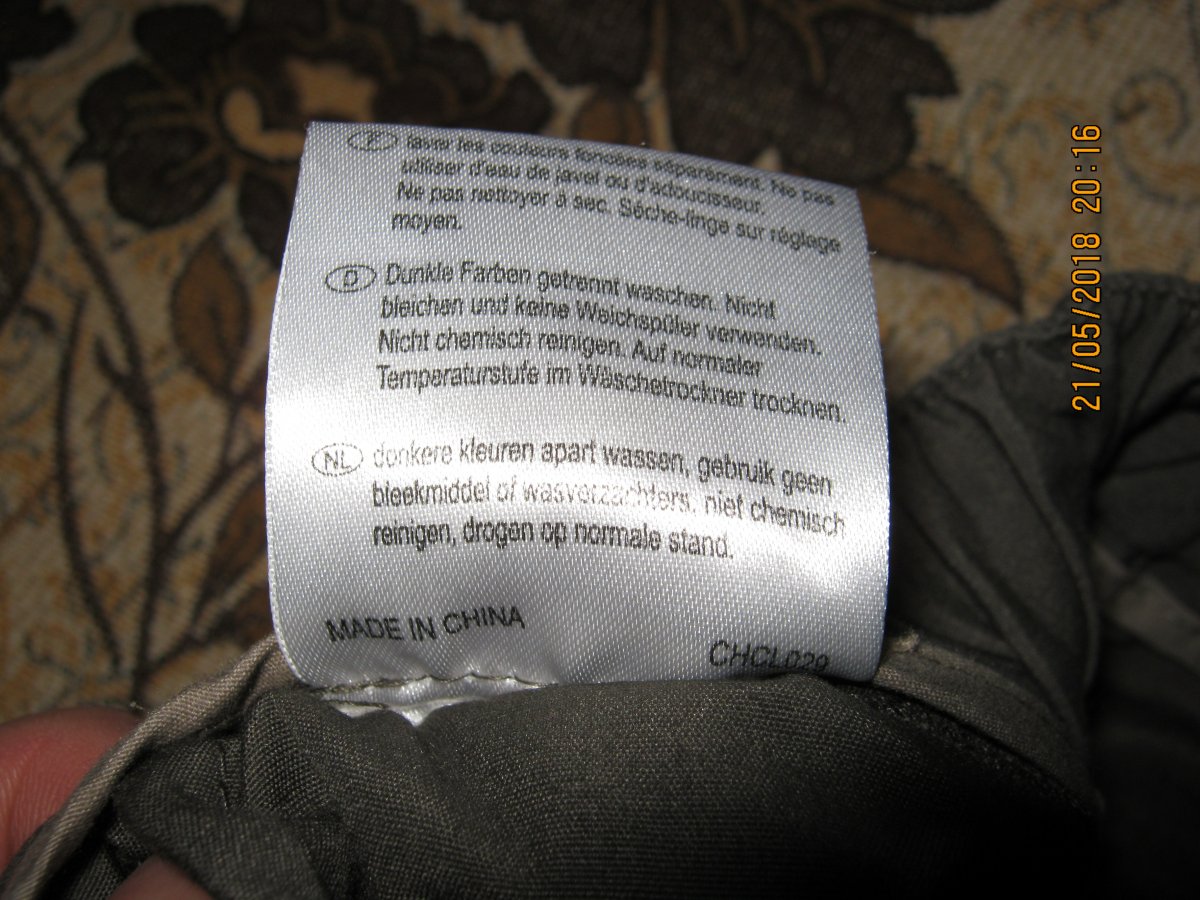 F laver les couleurs foncées séparément. Ne pas
utiliser d'eau de javel ou d'adoucisseur.
Ne pas nettoyer à sec. Sèche-linge sur réglage
moyen.
D Dunkle Farben getrennt waschen. Nicht
bleichen und keine Weichspüler verwenden.
Nicht chemisch reinigen. Auf normaler
Temperaturstufe im Wäschetrockner trocknen.
NL donkere kleuren apart wassen, gebruik geen
bleekmiddel of wasverzachters, niet chemisch
reinigen, drogen op normale stand.
MADE IN CHINA
CHCL029
21/05/2018 20:16